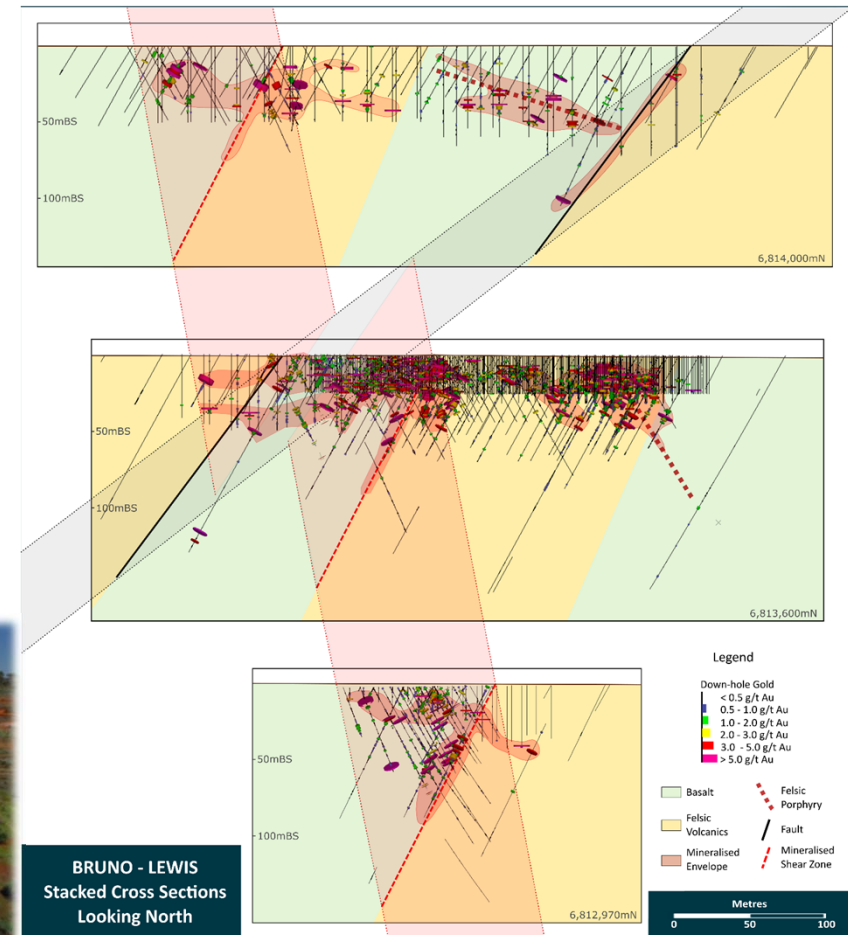 50mBS
100mBS
6,814,000mN
50mBS
100mBS
6,813,600mN
50mBS
100mBS
6,812,970mN
Legend
Down-hole Gold
< 0.5 g/t Au
0.5 - 1.0 g/t Au
1.0 - 2.0 g/t Au
2.0 - 3.0 g/t Au
3.0 - 5.0 g/t Au
> 5.0 g/t Au
Basalt
Felsic
Volcanics
Mineralised
Envelope
Felsic
Porphyry
Fault
Mineralised
Shear Zone
BRUNO - LEWIS
Stacked Cross Sections
Looking North
Metres
0 50 100